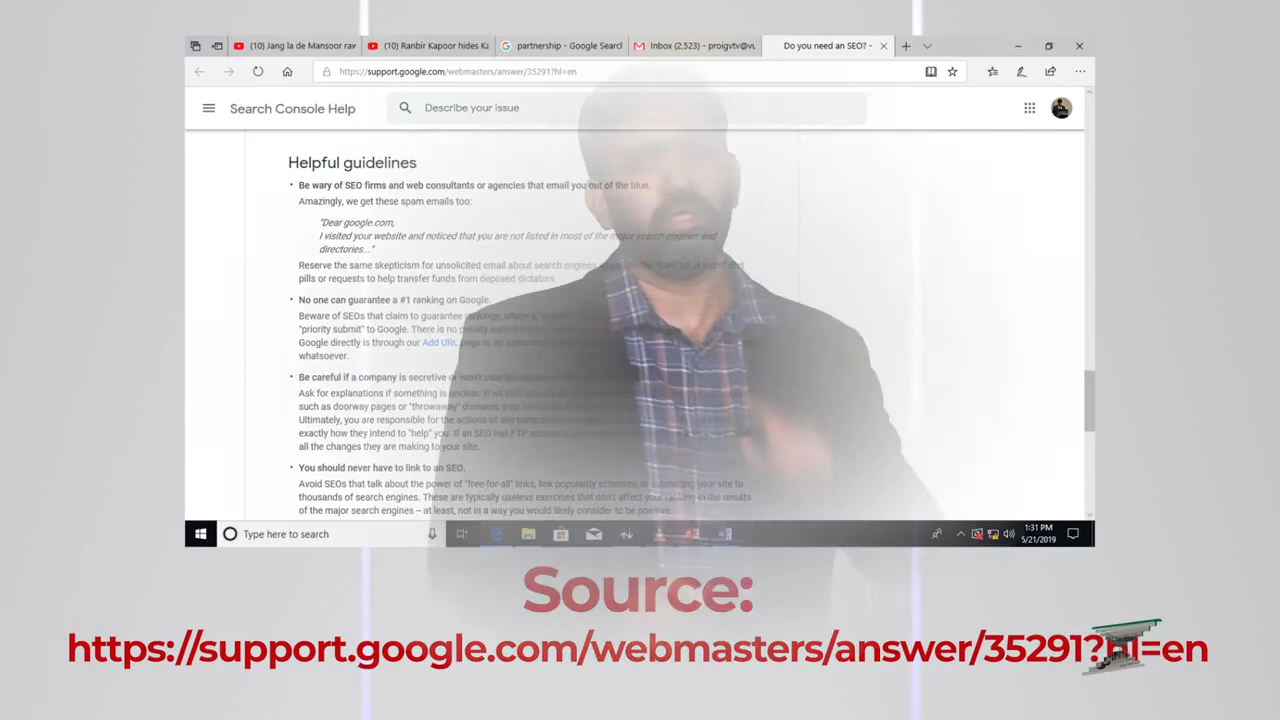 (10) Jang la de Mansoor rav
(10) Ranbir Kapoor hides Ka
partnership - Google Search
Inbox (2,523) - proigvtv@vu
Do you need an SEO? -
https://support.google.com/webmasters/answer/35291?hl=en
Search Console Help
Describe your issue
Helpful guidelines
• Be wary of SEO firms and web consultants or agencies that email you out of the blue.
Amazingly, we get these spam emails too:
"Dear google.com,
I visited your website and noticed that you are not listed in most of the major search engines and
directories..."
Reserve the same skepticism for unsolicited email about search engines
pills or requests to help transfer funds from deposed dictators.
• No one can guarantee a #1 ranking on Google.
Beware of SEOs that claim to guarantee rankings,
"priority submit" to Google. There is no priority
Google directly is through our Add URL page
whatsoever.
• Be careful if a company is secretive or won't
Ask for explanations if something is unclear. If an
such as doorway pages or "throwaway"
Ultimately, you are responsible for the actions of any
exactly how they intend to "help" you. If an SEO has FTP
all the changes they are making to your site.
• You should never have to link to an SEO.
Avoid SEOs that talk about the power of "free-for-all" links, link popularity schemes, or submitting your site to
thousands of search engines. These are typically useless exercises that don't affect your ranking in the results
of the major search engines – at least, not in a way you would likely consider to be positive.
Type here to search
1:31 PM
5/21/2019
Source:
https://support.google.com/webmasters/answer/35291?hl=en